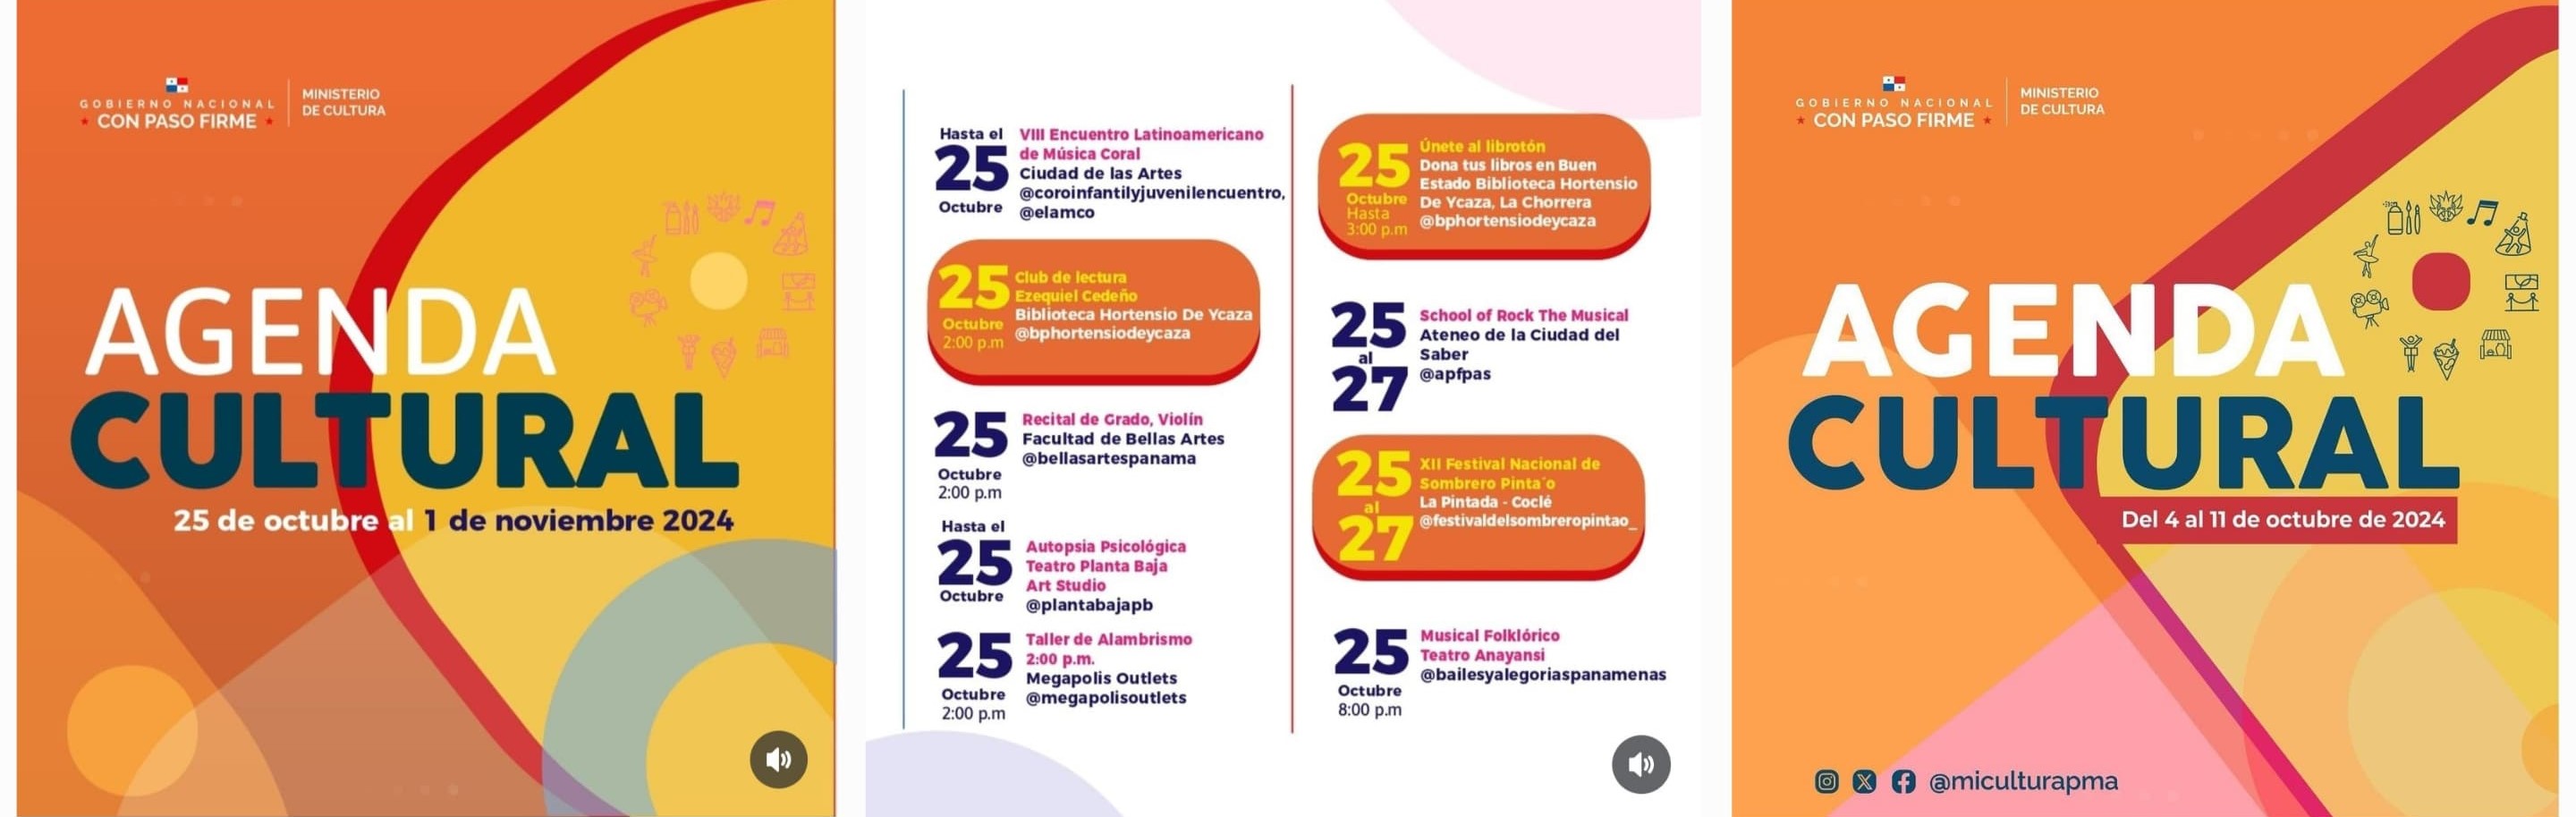 GOBIERNO NACIONAL
CON PASO FIRME
MINISTERIO
DE CULTURA
AGENDA
CULTURAL
25 de octubre al 1 de noviembre 2024
Hasta el
25
Octubre
VIII Encuentro Latinoamericano
de Música Coral
Ciudad de las Artes
@coroinfantilyjuvenilencuentro,
@elamco
25
Octubre
2:00 p.m
Club de lectura
Ezequiel Cedeño
Biblioteca Hortensio De Ycaza
@bphortensiodeycaza
25
Octubre
2:00 p.m
Recital de Grado, Violín
Facultad de Bellas Artes
@bellasartespanama
Hasta el
25
Octubre
Autopsia Psicológica
Teatro Planta Baja
Art Studio
@plantabajapb
25
Octubre
2:00 p.m
Taller de Alambrismo
2:00 p.m.
Megapolis Outlets
@megapolisoutlets
25
Octubre
Hasta
3:00 p.m
Únete al librotón
Dona tus libros en Buen
Estado Biblioteca Hortensio
De Ycaza, La Chorrera
@bphortensiodeycaza
25
al
27
School of Rock The Musical
Ateneo de la Ciudad del
Saber
@apfpas
25
al
27
XII Festival Nacional de
Sombrero Pinta´o
La Pintada - Coclé
@festivaldelsombreropintao_
25
Octubre
8:00 p.m
Musical Folklórico
Teatro Anayansi
@bailesyalegoriaspanamenas
GOBIERNO NACIONAL
CON PASO FIRME
MINISTERIO
DE CULTURA
AGENDA
CULTURAL
Del 4 al 11 de octubre de 2024
@miculturapma